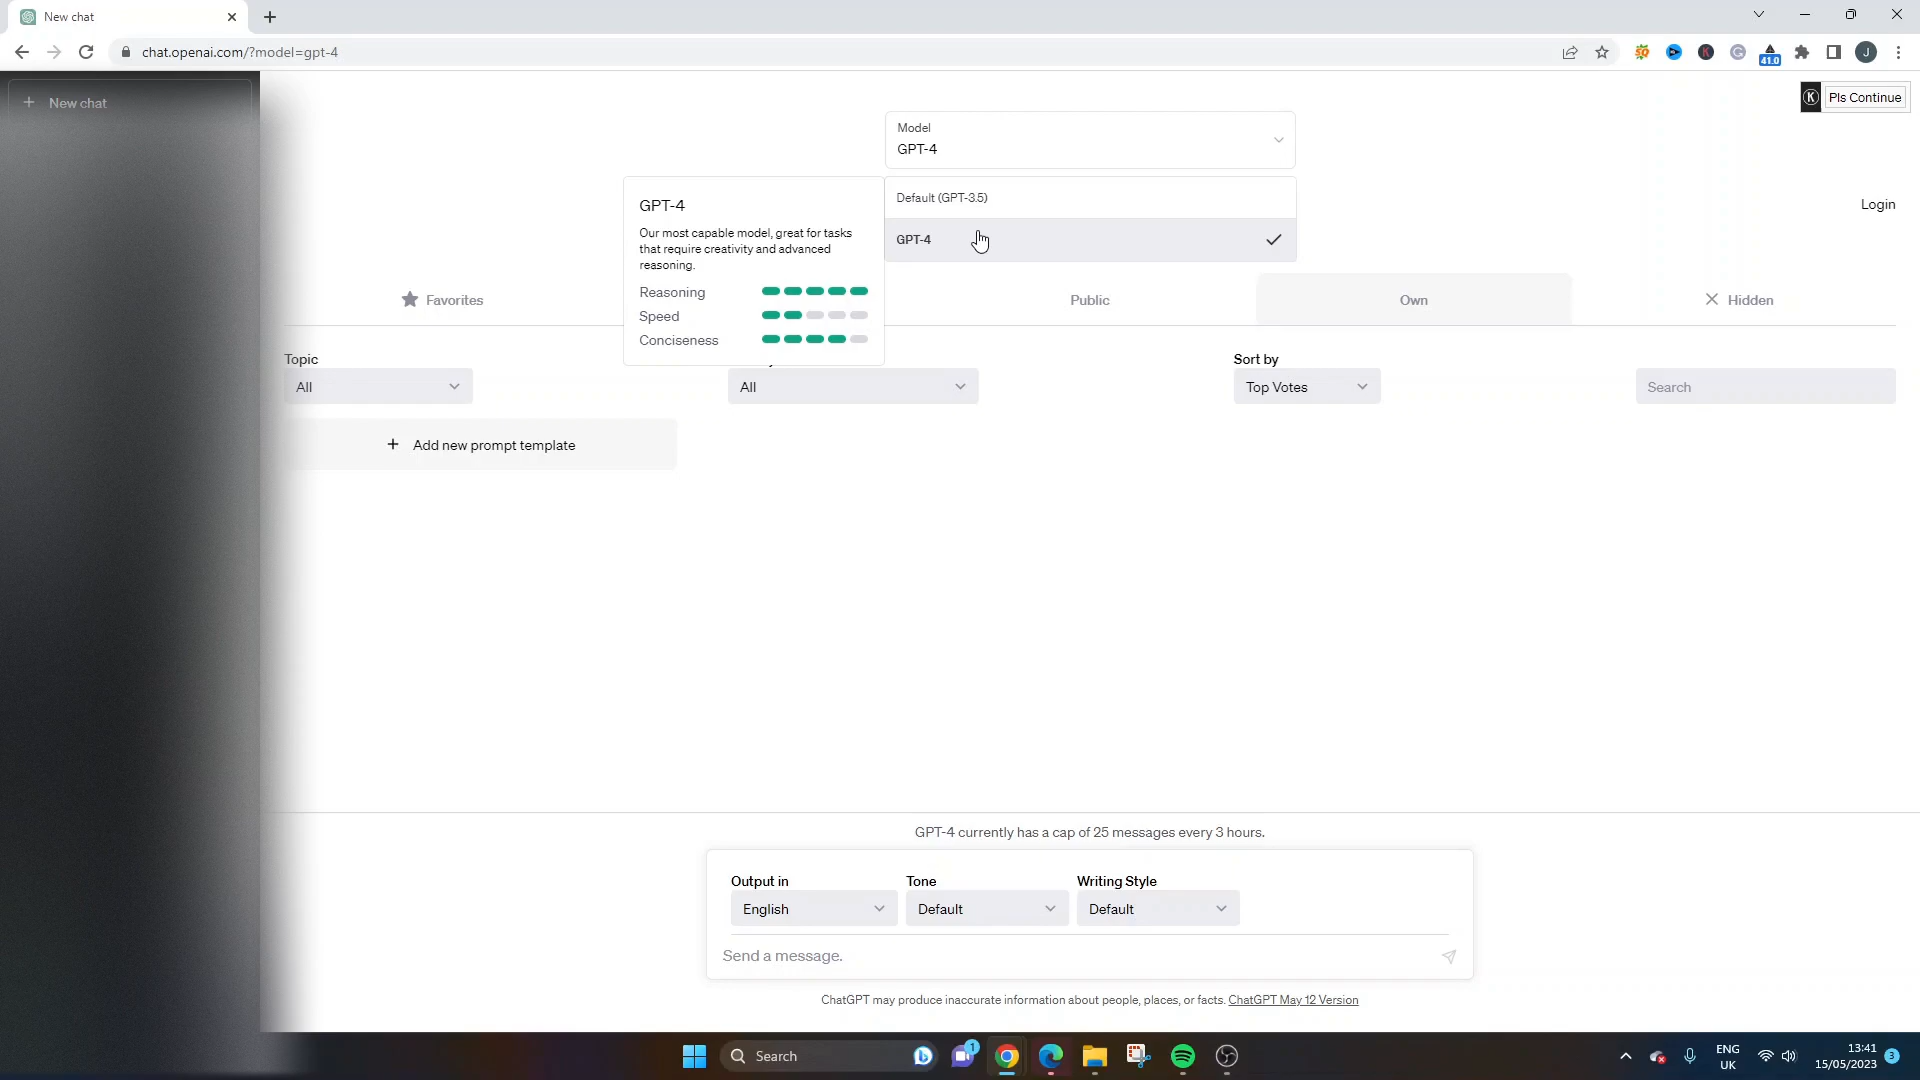 New chat
chat.openai.com/?model=gpt-4
J
41.0
New chat
K Pls Continue
Model
GPT-4
Default (GPT-3.5)
GPT-4
GPT-4
Our most capable model, great for tasks
that require creativity and advanced
reasoning.
Reasoning
Speed
Conciseness
Login
Favorites
Public
Own
Hidden
Topic
All
All
Sort by
Top Votes
Search
Add new prompt template
GPT-4 currently has a cap of 25 messages every 3 hours.
Output in
English
Tone
Default
Writing Style
Default
Send a message.
ChatGPT may produce inaccurate information about people, places, or facts. ChatGPT May 12 Version
Search
1
ENG
UK
13:41
15/05/2023
3